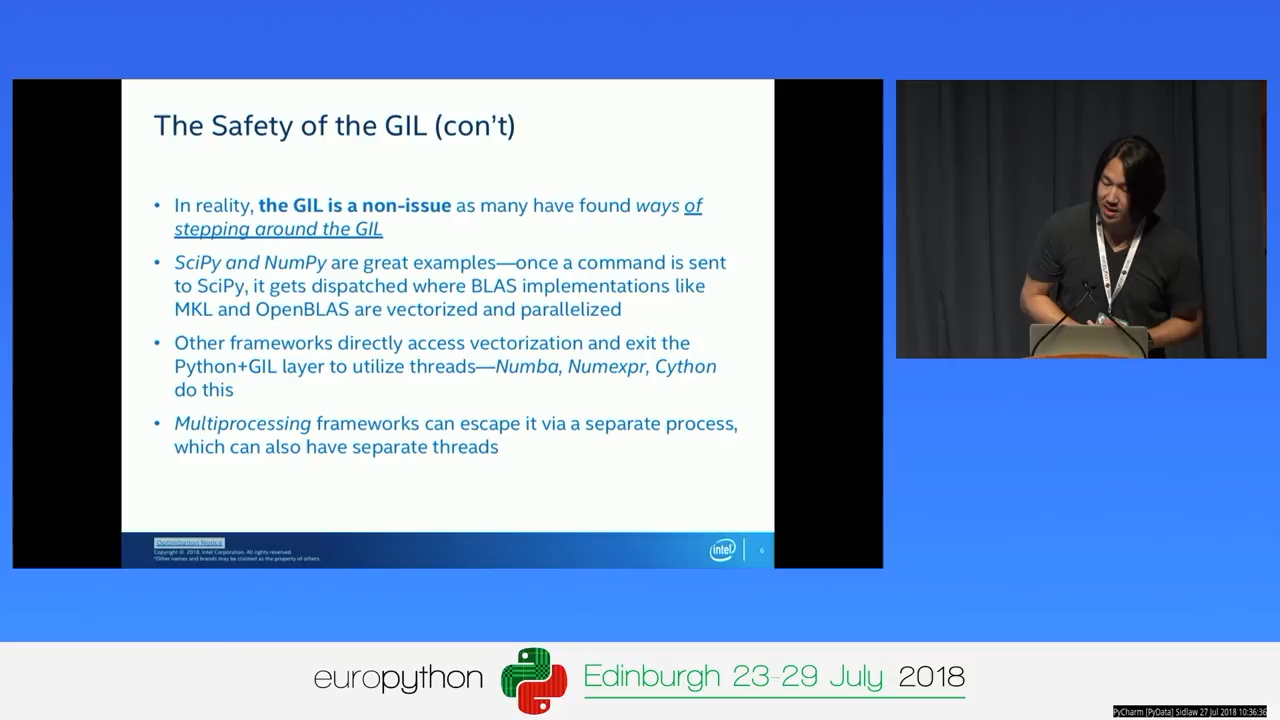 The Safety of the GIL (con’t)
• In reality, the GIL is a non-issue as many have found ways of
stepping around the GIL
• SciPy and NumPy are great examples—once a command is sent
to SciPy, it gets dispatched where BLAS implementations like
MKL and OpenBLAS are vectorized and parallelized
• Other frameworks directly access vectorization and exit the
Python+GIL layer to utilize threads—Numba, Numexpr, Cython
do this
• Multiprocessing frameworks can escape it via a separate process,
which can also have separate threads
Optimization Notice
Copyright © 2018, Intel Corporation. All rights reserved.
*Other names and brands may be claimed as the property of others.
intel
6
europython
Edinburgh 23-29 July 2018
PyCharm [PyData] Sidlaw 27 Jul 2018 10:36:36